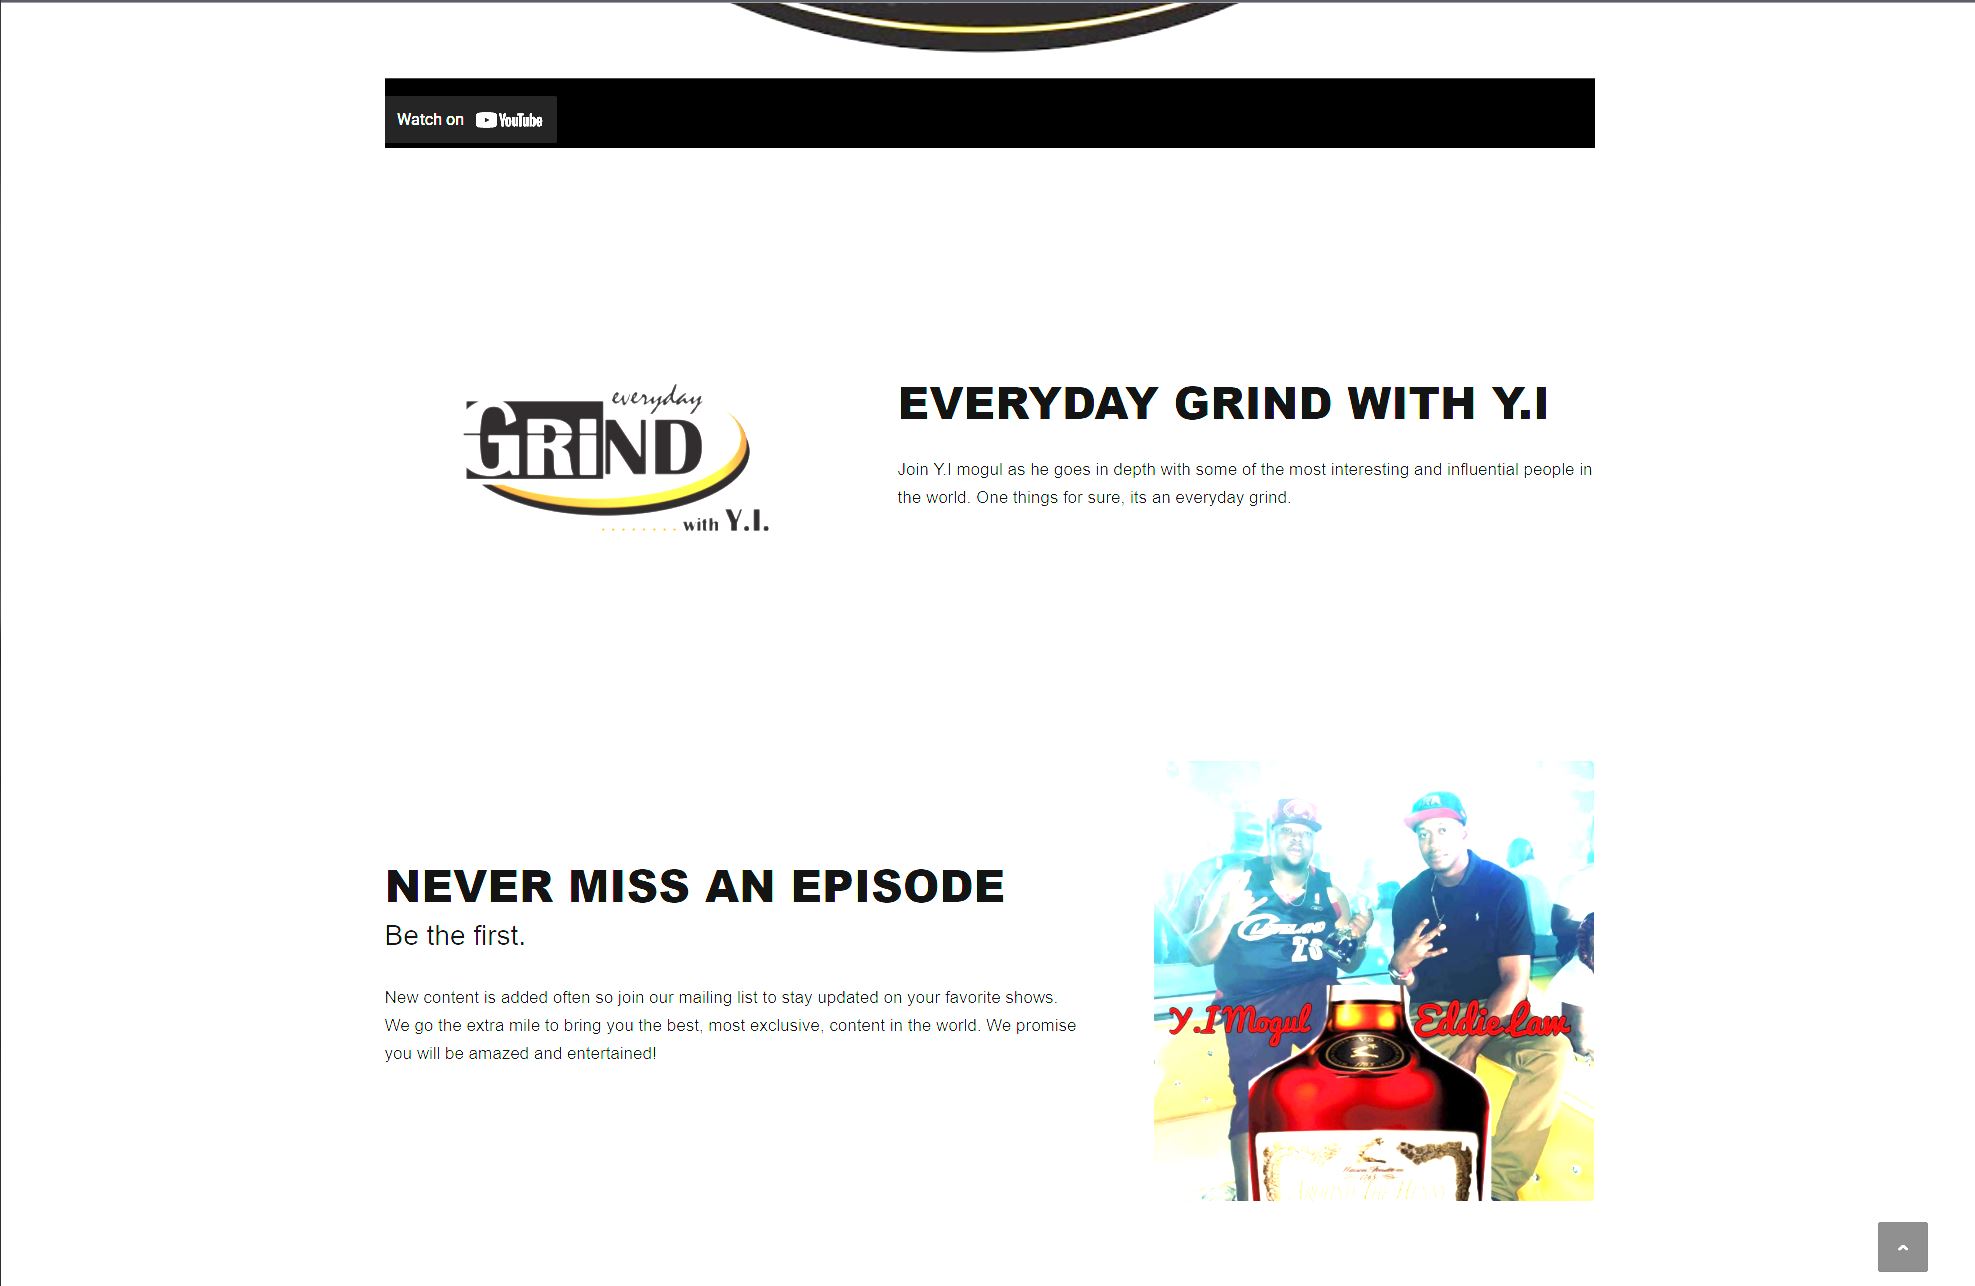 Watch on YouTube
everyday
GRIND
with Y.I.
EVERYDAY GRIND WITH Y.I
Join Y.I mogul as he goes in depth with some of the most interesting and influential people in
the world. One things for sure, its an everyday grind.
NEVER MISS AN EPISODE
Be the first.
New content is added often so join our mailing list to stay updated on your favorite shows.
We go the extra mile to bring you the best, most exclusive, content in the world. We promise
you will be amazed and entertained!
CLEVELAND
Y.I Mogul
Eddie Law
VS
1765
1765